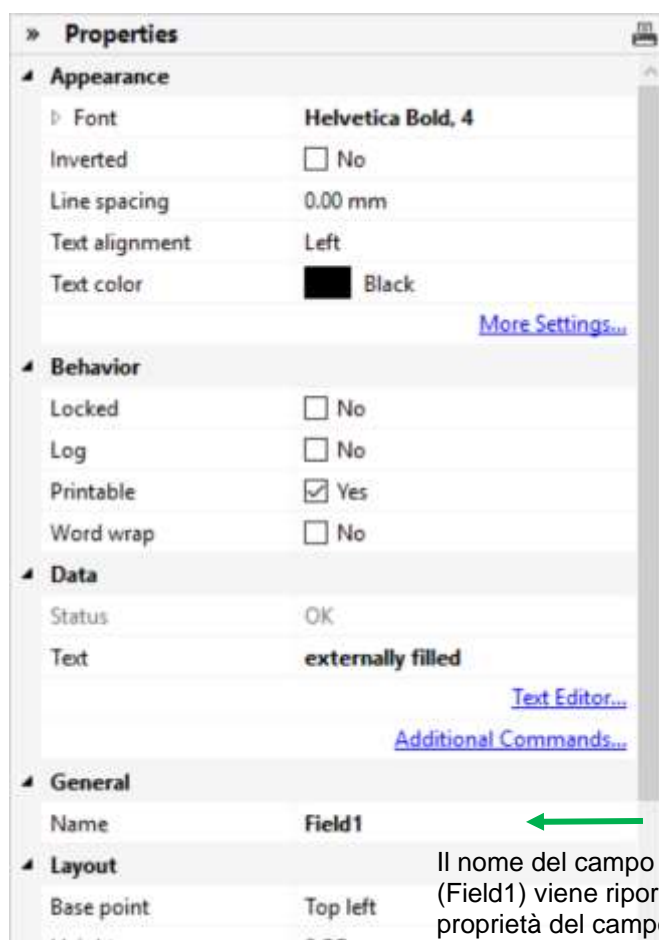 » Properties
Appearance
Font Helvetica Bold, 4
Inverted No
Line spacing 0.00 mm
Text alignment Left
Text color Black
More Settings...
Behavior
Locked No
Log No
Printable Yes
Word wrap No
Data
Status OK
Text externally filled
Text Editor...
Additional Commands...
General
Name Field1
Layout
Il nome del campo
(Field1) viene ripor
Base point Top left
proprietà del campo